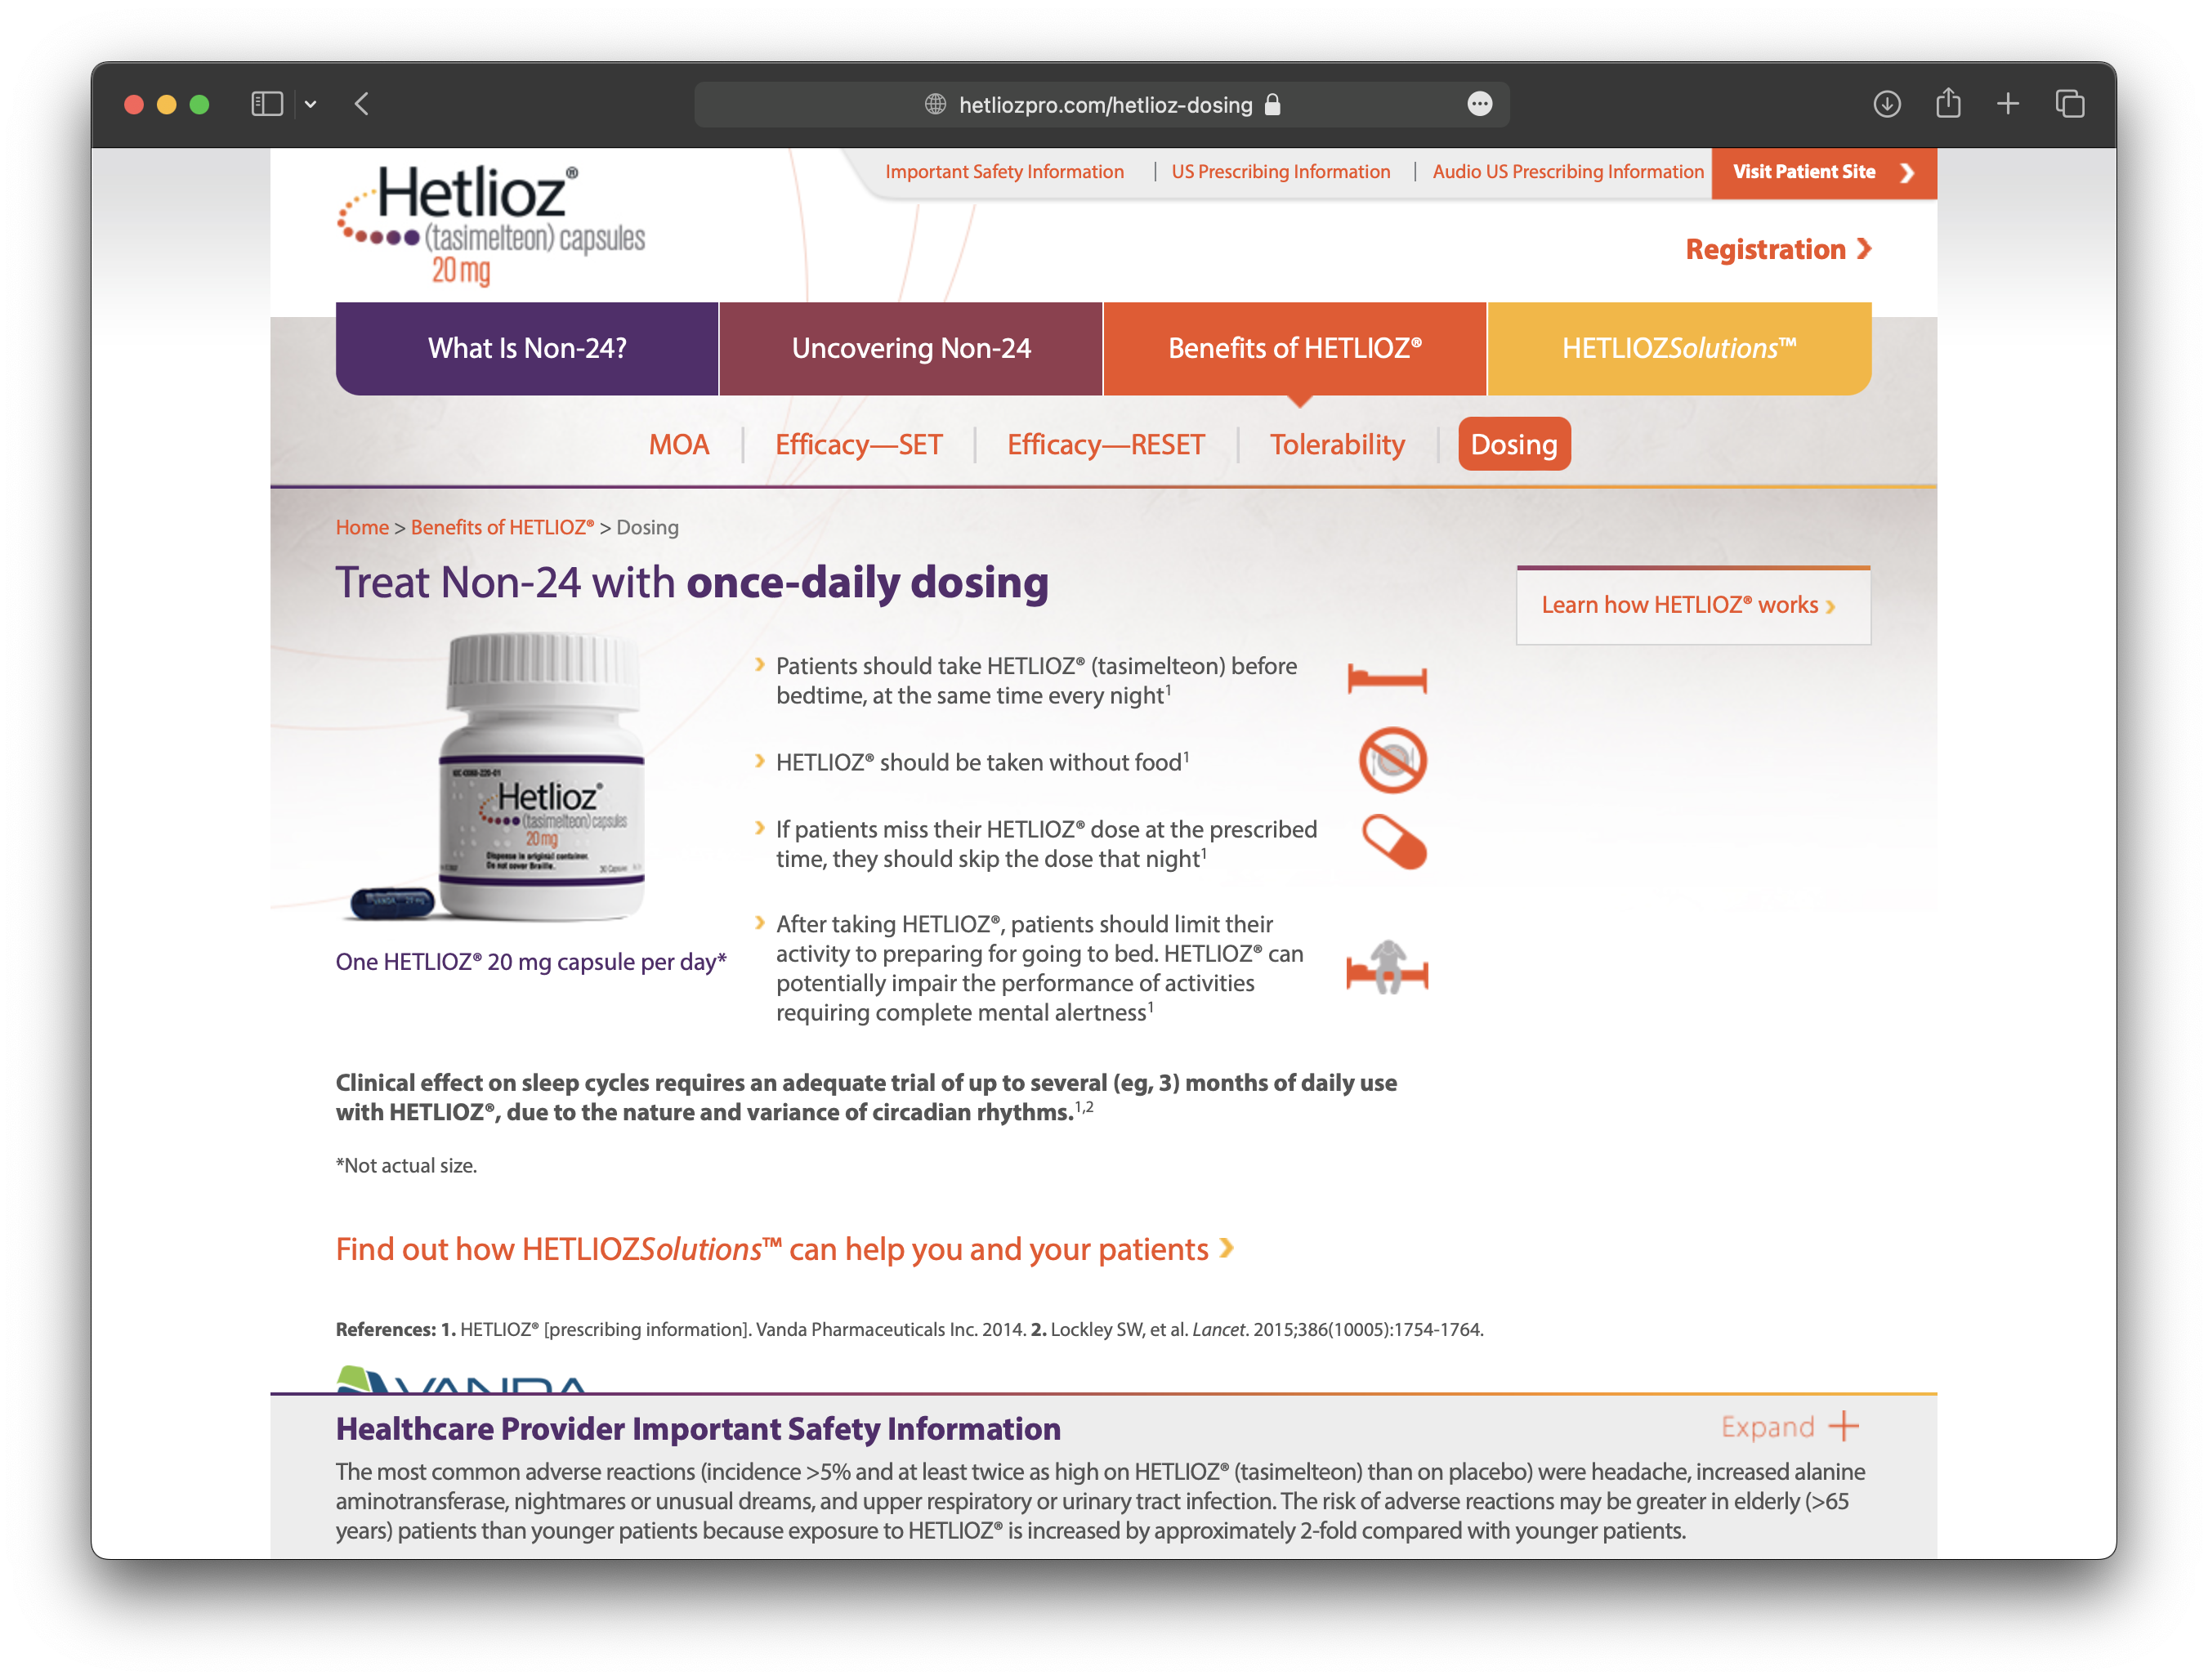 hetliozpro.com/hetlioz-dosing
Important Safety Information | US Prescribing Information | Audio US Prescribing Information
Visit Patient Site
Hetlioz®
(tasimelteon) capsules
20 mg
Registration
What Is Non-24?
Uncovering Non-24
Benefits of HETLIOZ®
HETLIOZSolutions™
MOA | Efficacy—SET | Efficacy—RESET | Tolerability | Dosing
Home > Benefits of HETLIOZ® > Dosing
Treat Non-24 with once-daily dosing
Learn how HETLIOZ® works
Hetlioz®
(tasimelteon) capsules
20 mg
Dispense in original container.
Do not cover Braille.
30 Capsules
VANDA 20 mg
One HETLIOZ® 20 mg capsule per day*
Patients should take HETLIOZ® (tasimelteon) before
bedtime, at the same time every night1
HETLIOZ® should be taken without food1
If patients miss their HETLIOZ® dose at the prescribed
time, they should skip the dose that night1
After taking HETLIOZ®, patients should limit their
activity to preparing for going to bed. HETLIOZ® can
potentially impair the performance of activities
requiring complete mental alertness1
Clinical effect on sleep cycles requires an adequate trial of up to several (eg, 3) months of daily use
with HETLIOZ®, due to the nature and variance of circadian rhythms.1,2
*Not actual size.
Find out how HETLIOZSolutions™ can help you and your patients
References: 1. HETLIOZ® [prescribing information]. Vanda Pharmaceuticals Inc. 2014. 2. Lockley SW, et al. Lancet. 2015;386(10005):1754-1764.
VANDA
Healthcare Provider Important Safety Information
Expand +
The most common adverse reactions (incidence >5% and at least twice as high on HETLIOZ® (tasimelteon) than on placebo) were headache, increased alanine
aminotransferase, nightmares or unusual dreams, and upper respiratory or urinary tract infection. The risk of adverse reactions may be greater in elderly (>65
years) patients than younger patients because exposure to HETLIOZ® is increased by approximately 2-fold compared with younger patients.